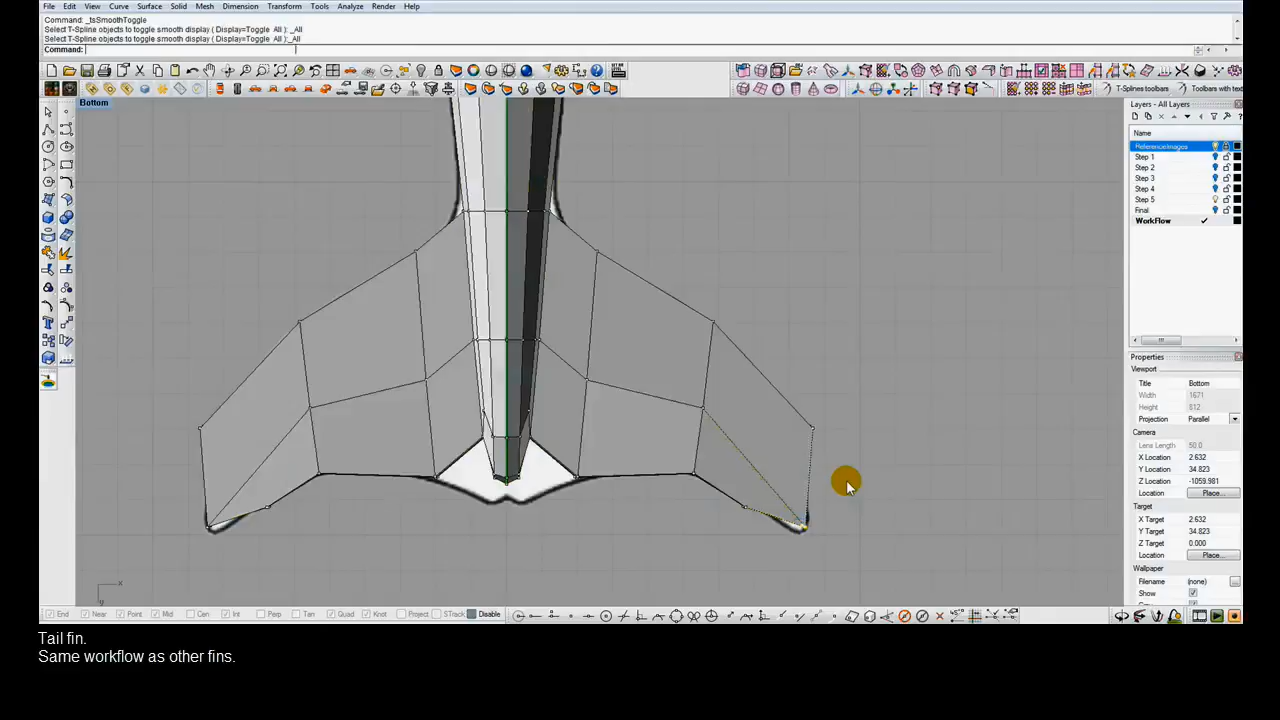 File Edit View Curve Surface Solid Mesh Dimension Transform Tools Analyze Render Help
Command: _tsSmoothToggle
Select T-Spline objects to toggle smooth display ( Display=Toggle All ): _All
Select T-Spline objects to toggle smooth display ( Display=Toggle All ): _All
Command:
T-Splines toolbars Toolbars with text
Bottom
Layers - All Layers
Name
ReferenceImages
Step 1
Step 2
Step 3
Step 4
Step 5
Final
WorkFlow
Properties
Viewport
Title Bottom
Width 1671
Height 812
Projection Parallel
Camera
Lens Length 50.0
X Location 2.632
Y Location 34.823
Z Location -1059.981
Location Place...
Target
X Target 2.632
Y Target 34.823
Z Target 0.000
Location Place...
Wallpaper
Filename (none)
Show
x
y
End Near Point Mid Cen Int Perp Tan Quad Knot Project STrack Disable
Tail fin.
Same workflow as other fins.